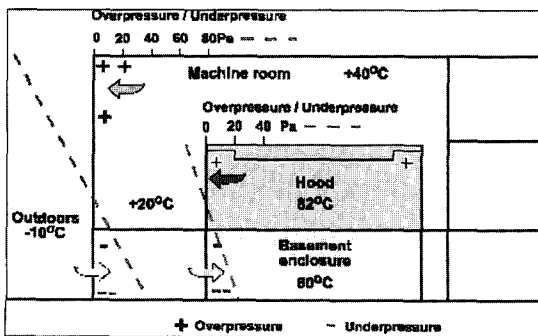 Overpressure / Underpressure
0 20 40 60 80Pa
Machine room +40°C
Overpressure / Underpressure
0 20 40 Pa
Hood
82°C
+20°C
Outdoors
-10°C
Basement
enclosure
60°C
+ Overpressure - Underpressure